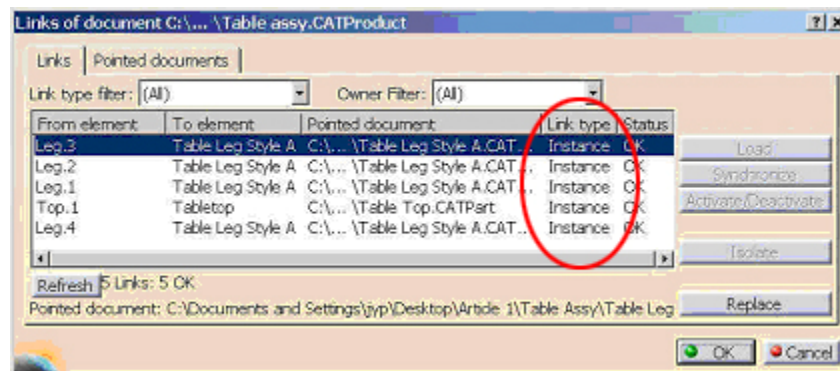 Links of document C:\... \Table assy.CATProduct
Links Pointed documents
Link type filter: (All) Owner Filter: (All)
From element To element Pointed document Link type Status
Leg.3 Table Leg Style A C:\... \Table Leg Style A.CAT... Instance OK Load
Leg.2 Table Leg Style A C:\... \Table Leg Style A.CAT... Instance OK Synchronize
Leg.1 Table Leg Style A C:\... \Table Leg Style A.CAT... Instance OK Activate/Deactivate
Top.1 Tabletop C:\... \Table Top.CATPart Instance OK
Leg.4 Table Leg Style A C:\... \Table Leg Style A.CAT... Instance OK Isolate
Refresh 5 Links: 5 OK
Pointed document: C:\Documents and Settings\jyp\Desktop\Article 1\Table Assy\Table Leg Replace
OK Cancel